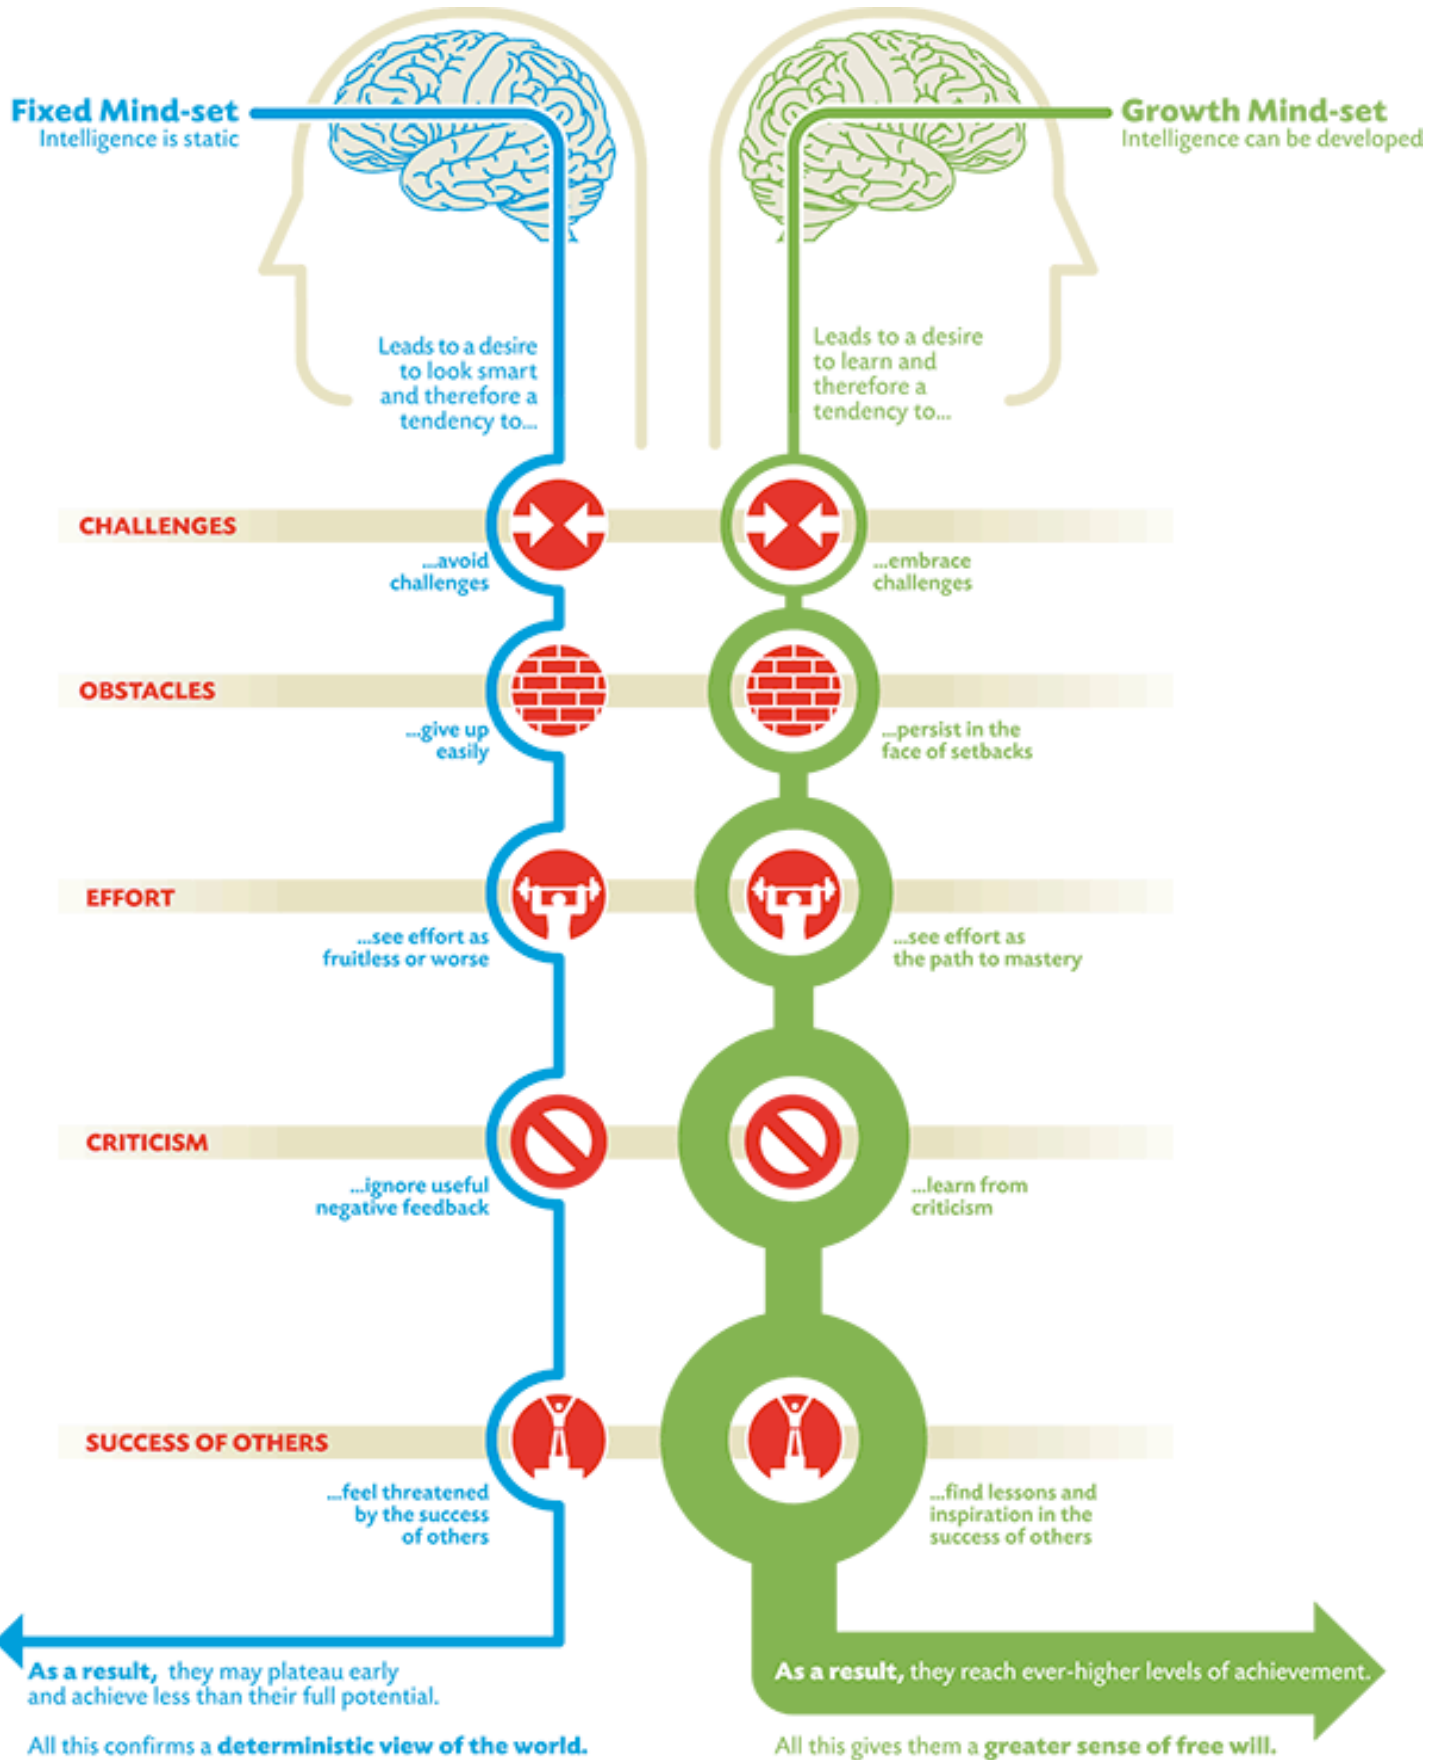 Fixed Mind-set
Intelligence is static
Growth Mind-set
Intelligence can be developed
Leads to a desire
to look smart
and therefore a
tendency to...
Leads to a desire
to learn and
therefore a
tendency to...
CHALLENGES
...avoid
challenges
...embrace
challenges
OBSTACLES
...give up
easily
...persist in the
face of setbacks
EFFORT
...see effort as
fruitless or worse
...see effort as
the path to mastery
CRITICISM
...ignore useful
negative feedback
...learn from
criticism
SUCCESS OF OTHERS
...feel threatened
by the success
of others
...find lessons and
inspiration in the
success of others
As a result, they may plateau early
and achieve less than their full potential.
All this confirms a deterministic view of the world.
As a result, they reach ever-higher levels of achievement.
All this gives them a greater sense of free will.